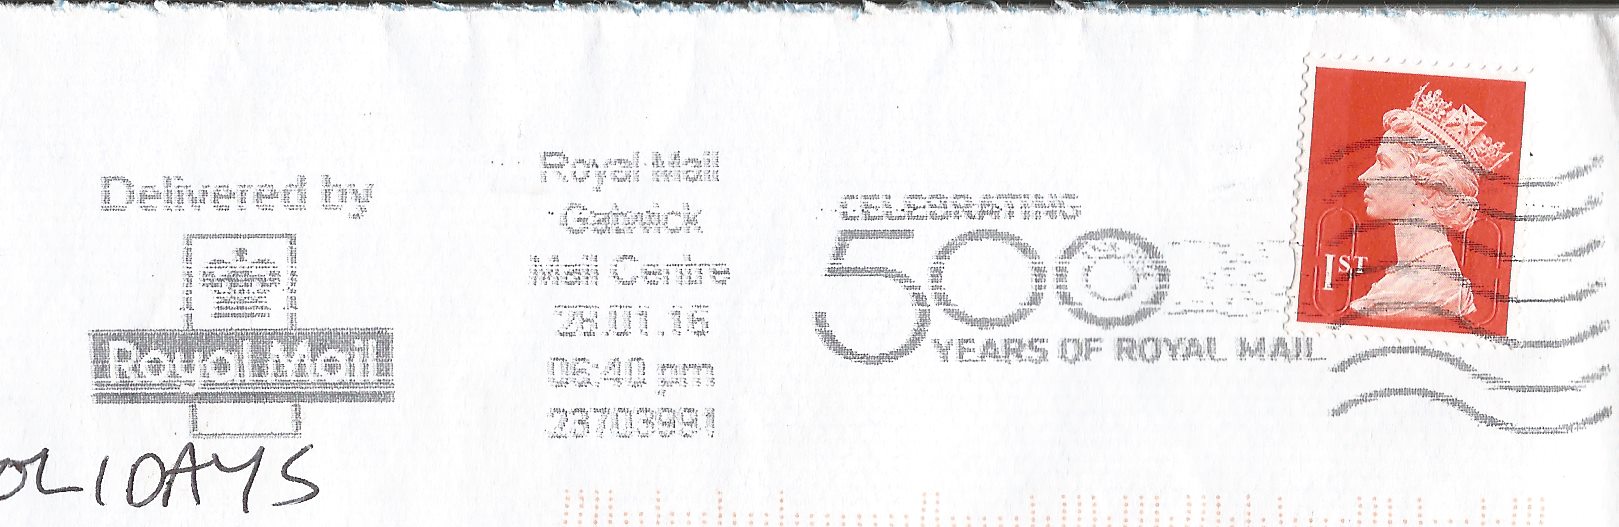 Delivered by
Royal Mail
Royal Mail
Gatwick
Mail Centre
28.01.16
06:40 pm
23703991
CELEBRATING
500
YEARS OF ROYAL MAIL
1ST
OLIDAYS